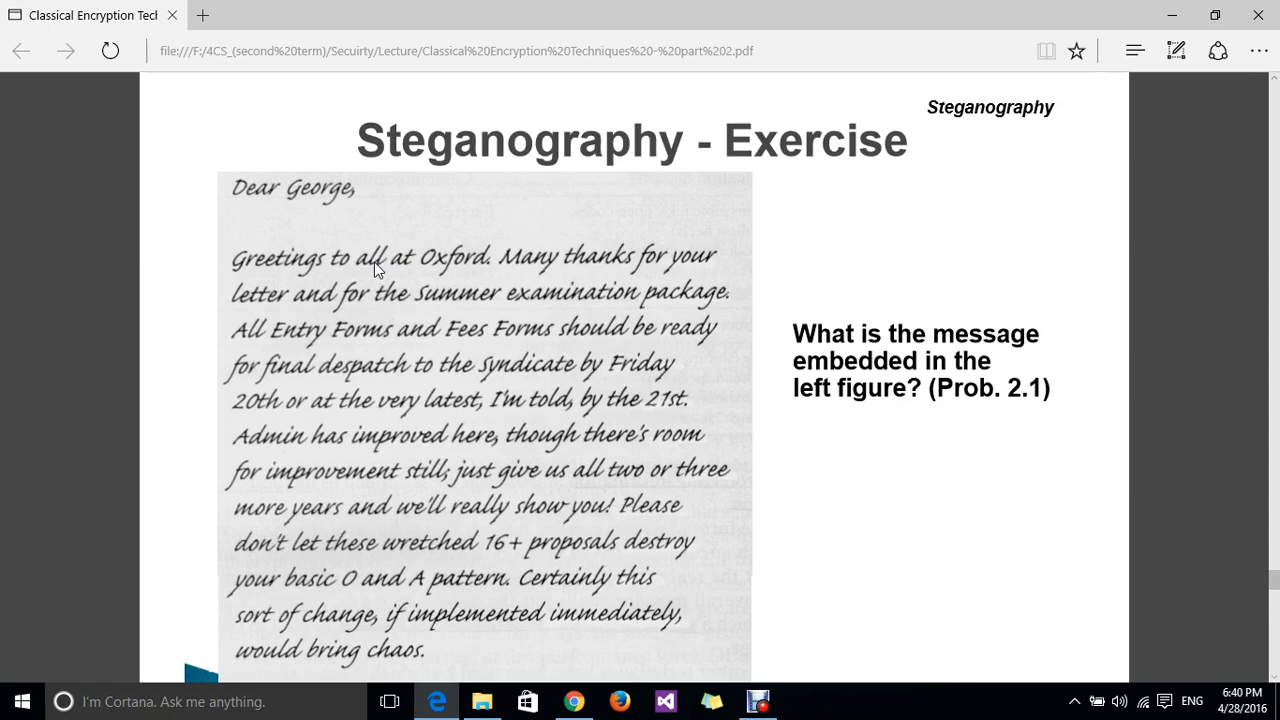 Classical Encryption Tech
file:///F:/4CS_(second%20term)/Secuirty/Lecture/Classical%20Encryption%20Techniques%20-%20part%202.pdf
Steganography
Steganography - Exercise
Dear George,
Greetings to all at Oxford. Many thanks for your
letter and for the Summer examination package.
All Entry Forms and Fees Forms should be ready
for final despatch to the Syndicate by Friday
20th or at the very latest, I'm told, by the 21st.
Admin has improved here, though there's room
for improvement still; just give us all two or three
more years and we'll really show you! Please
don't let these wretched 16+ proposals destroy
your basic O and A pattern. Certainly this
sort of change, if implemented immediately,
would bring chaos.
What is the message
embedded in the
left figure? (Prob. 2.1)
I'm Cortana. Ask me anything.
ENG
6:40 PM
4/28/2016